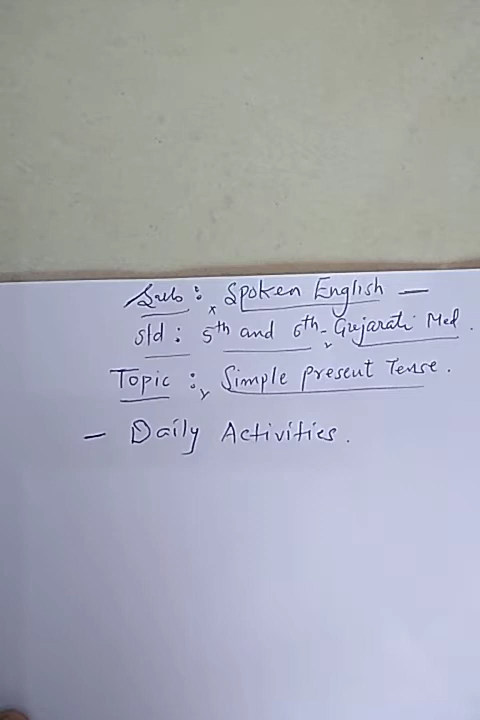 Sub : Spoken English —
Std : 5th and 6th - Gujarati Med.
Topic : Simple present Tense.
— Daily Activities.